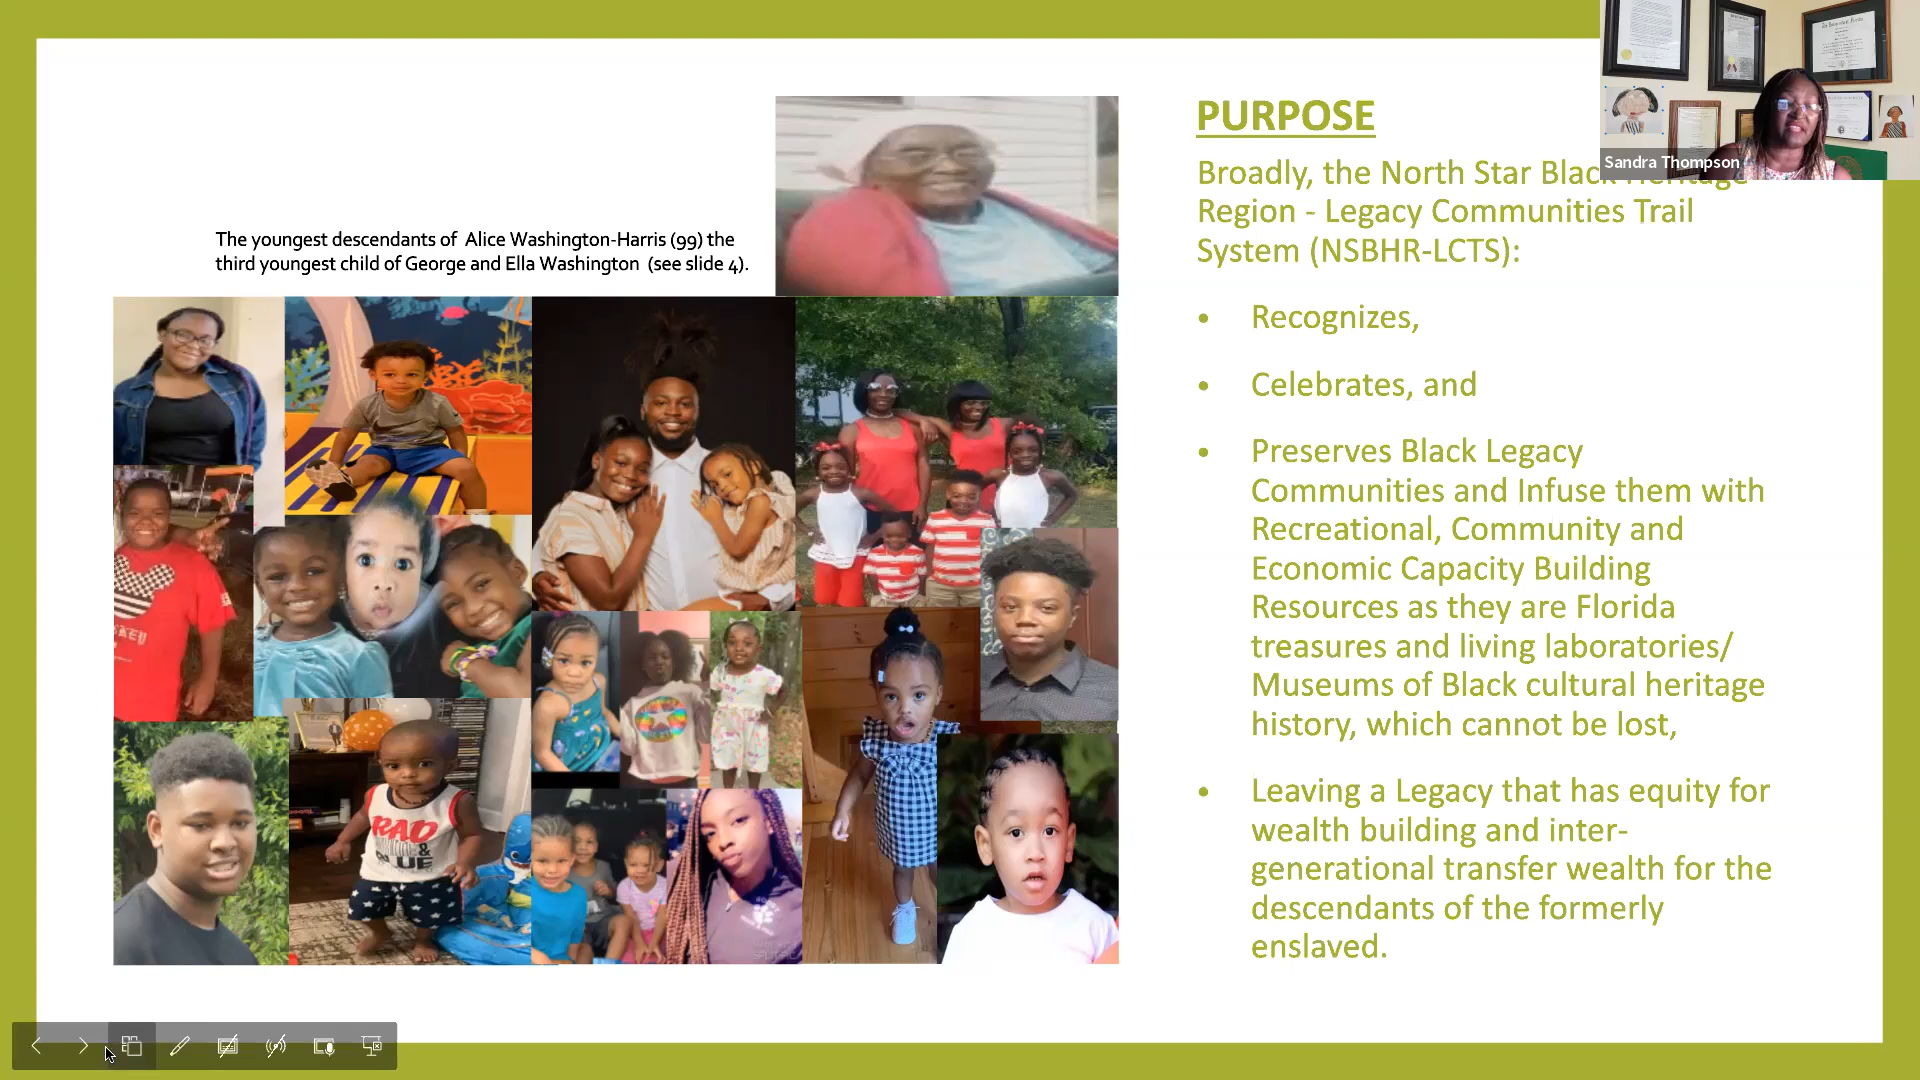 The youngest descendants of Alice Washington-Harris (99) the
third youngest child of George and Ella Washington (see slide 4).
PURPOSE
Broadly, the North Star Black Heritage
Region - Legacy Communities Trail
System (NSBHR-LCTS):
• Recognizes,
• Celebrates, and
• Preserves Black Legacy
Communities and Infuse them with
Recreational, Community and
Economic Capacity Building
Resources as they are Florida
treasures and living laboratories/
Museums of Black cultural heritage
history, which cannot be lost,
• Leaving a Legacy that has equity for
wealth building and inter-
generational transfer wealth for the
descendants of the formerly
enslaved.
Sandra Thompson
RAD